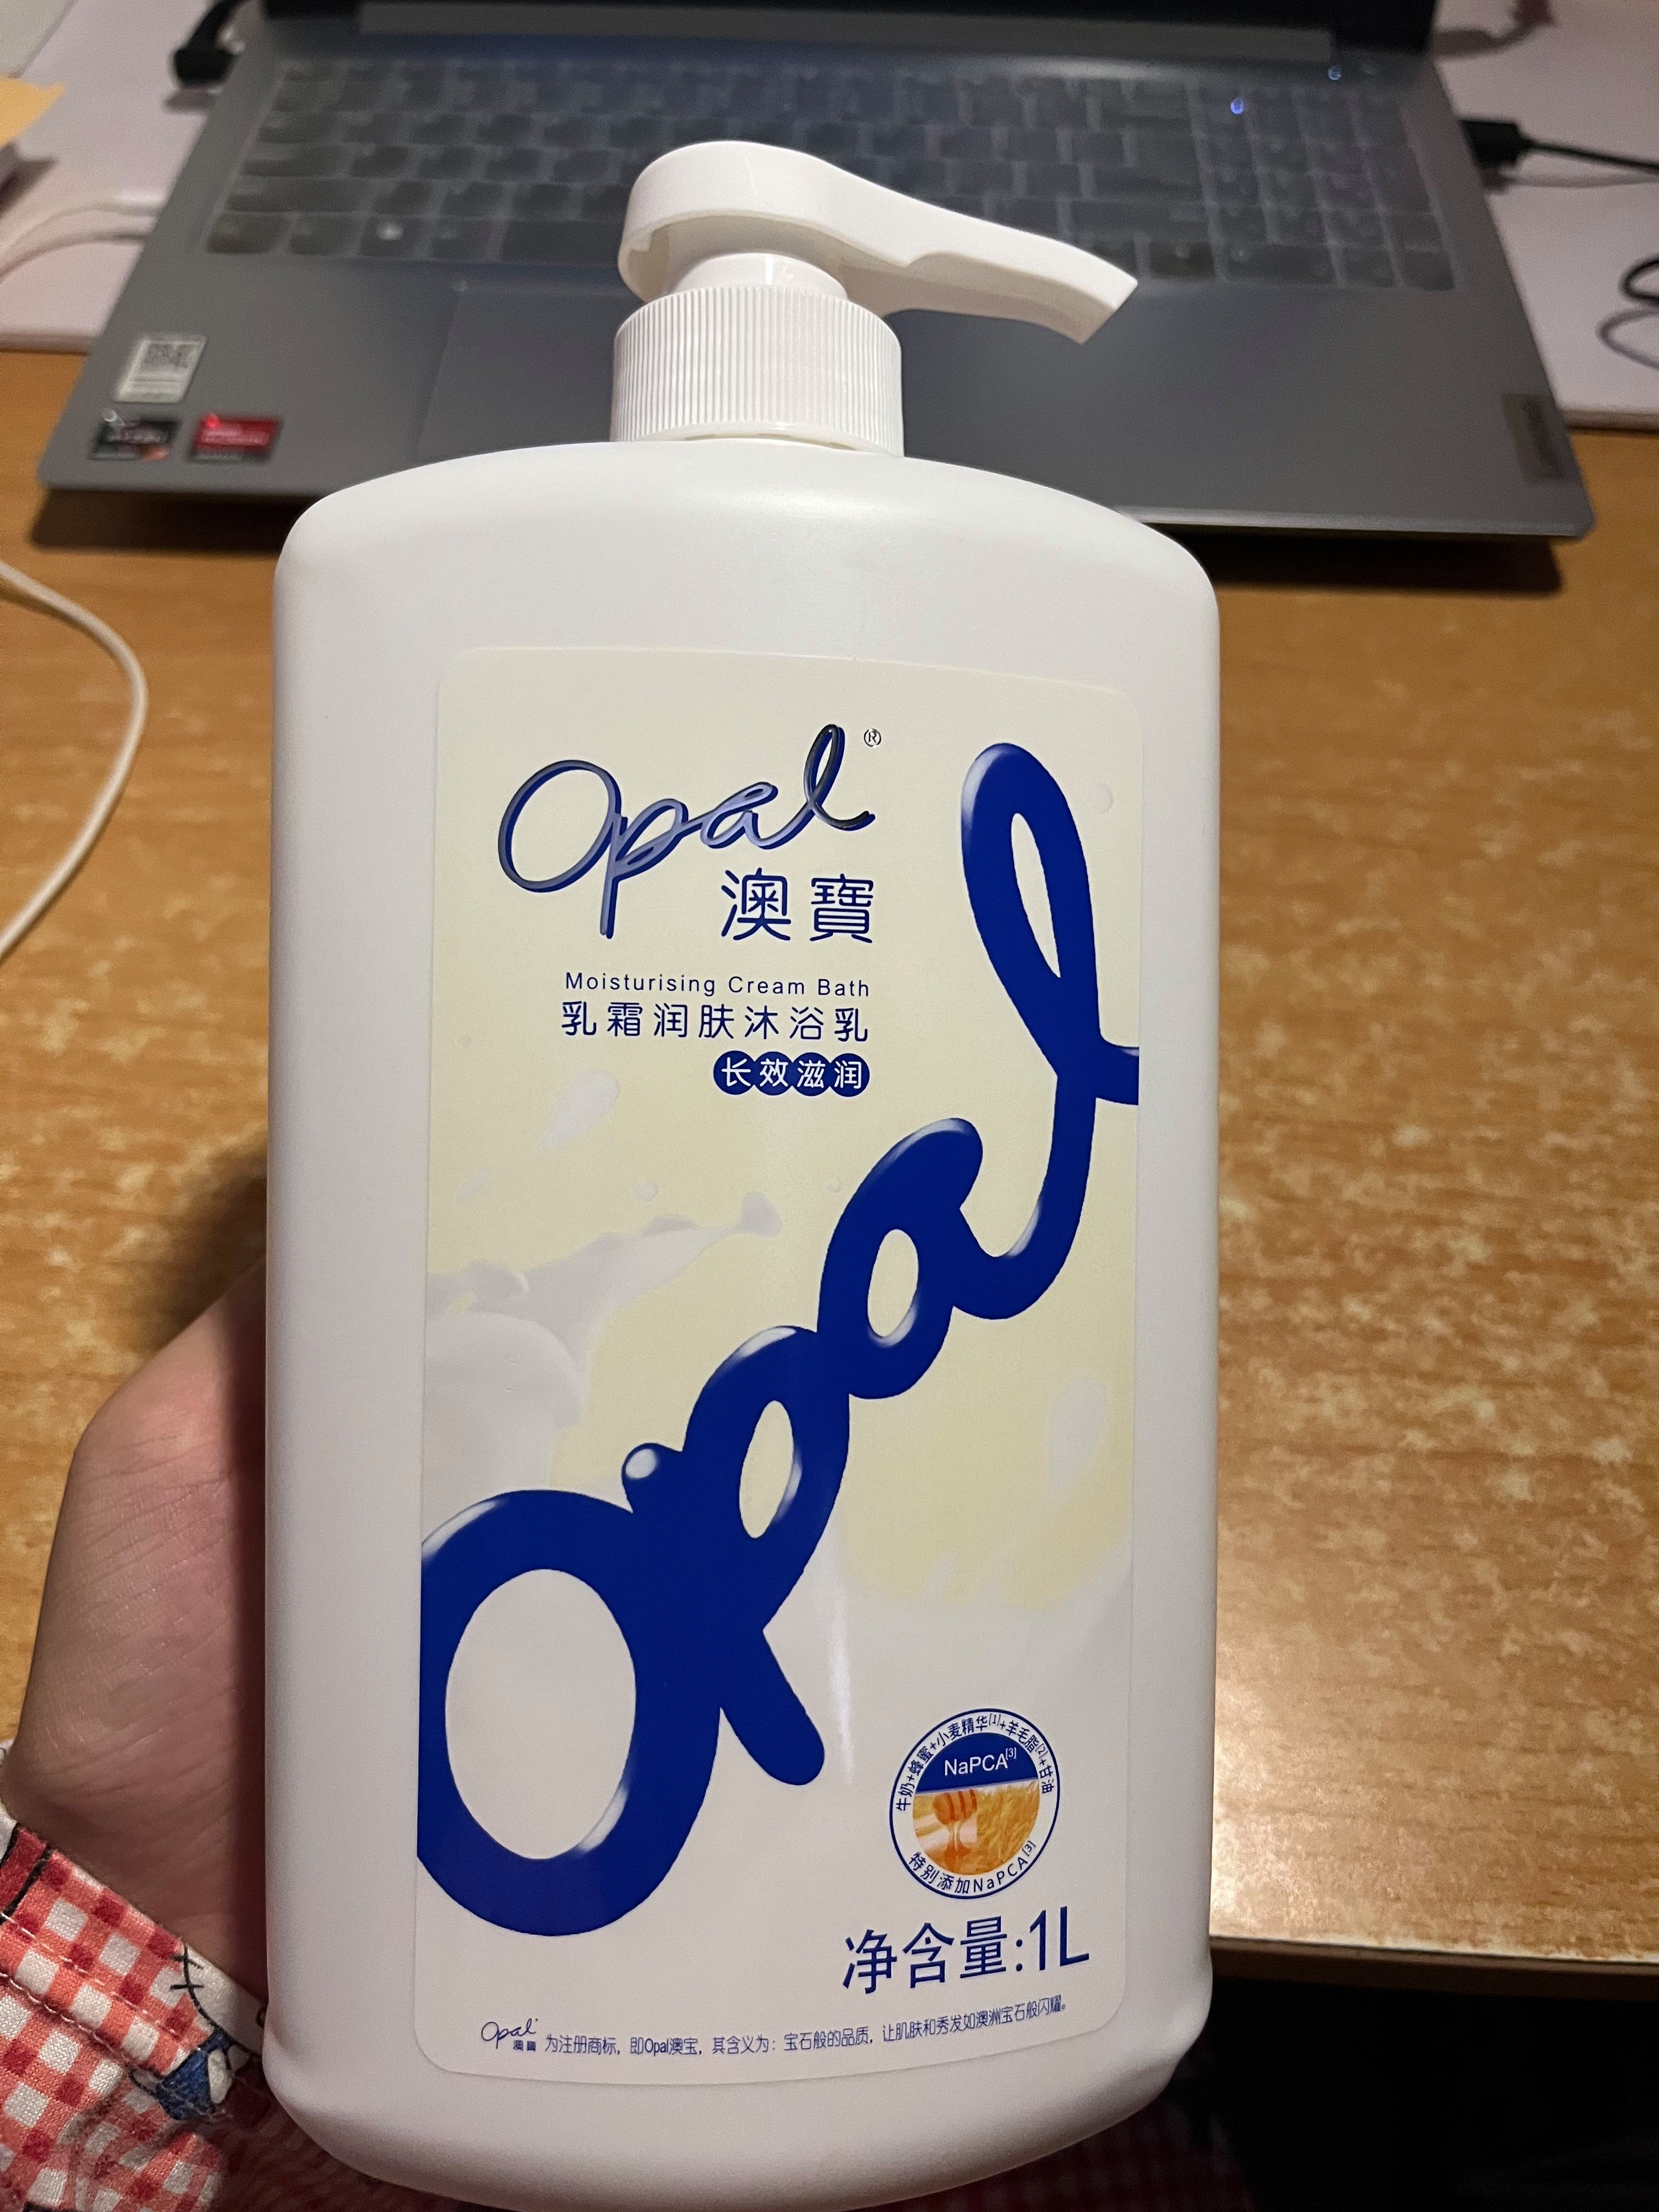 Opal®
澳寶
Moisturising Cream Bath
乳霜润肤沐浴乳
长效滋润
Opal
牛奶+蜂蜜+小麦精华[1]+羊毛脂[2]+甘油
NaPCA[3]
特别添加NaPCA[3]
净含量:1L
Opal 澳寶 为注册商标，即Opal澳宝，其含义为：宝石般的品质，让肌肤和秀发如澳洲宝石般闪耀。